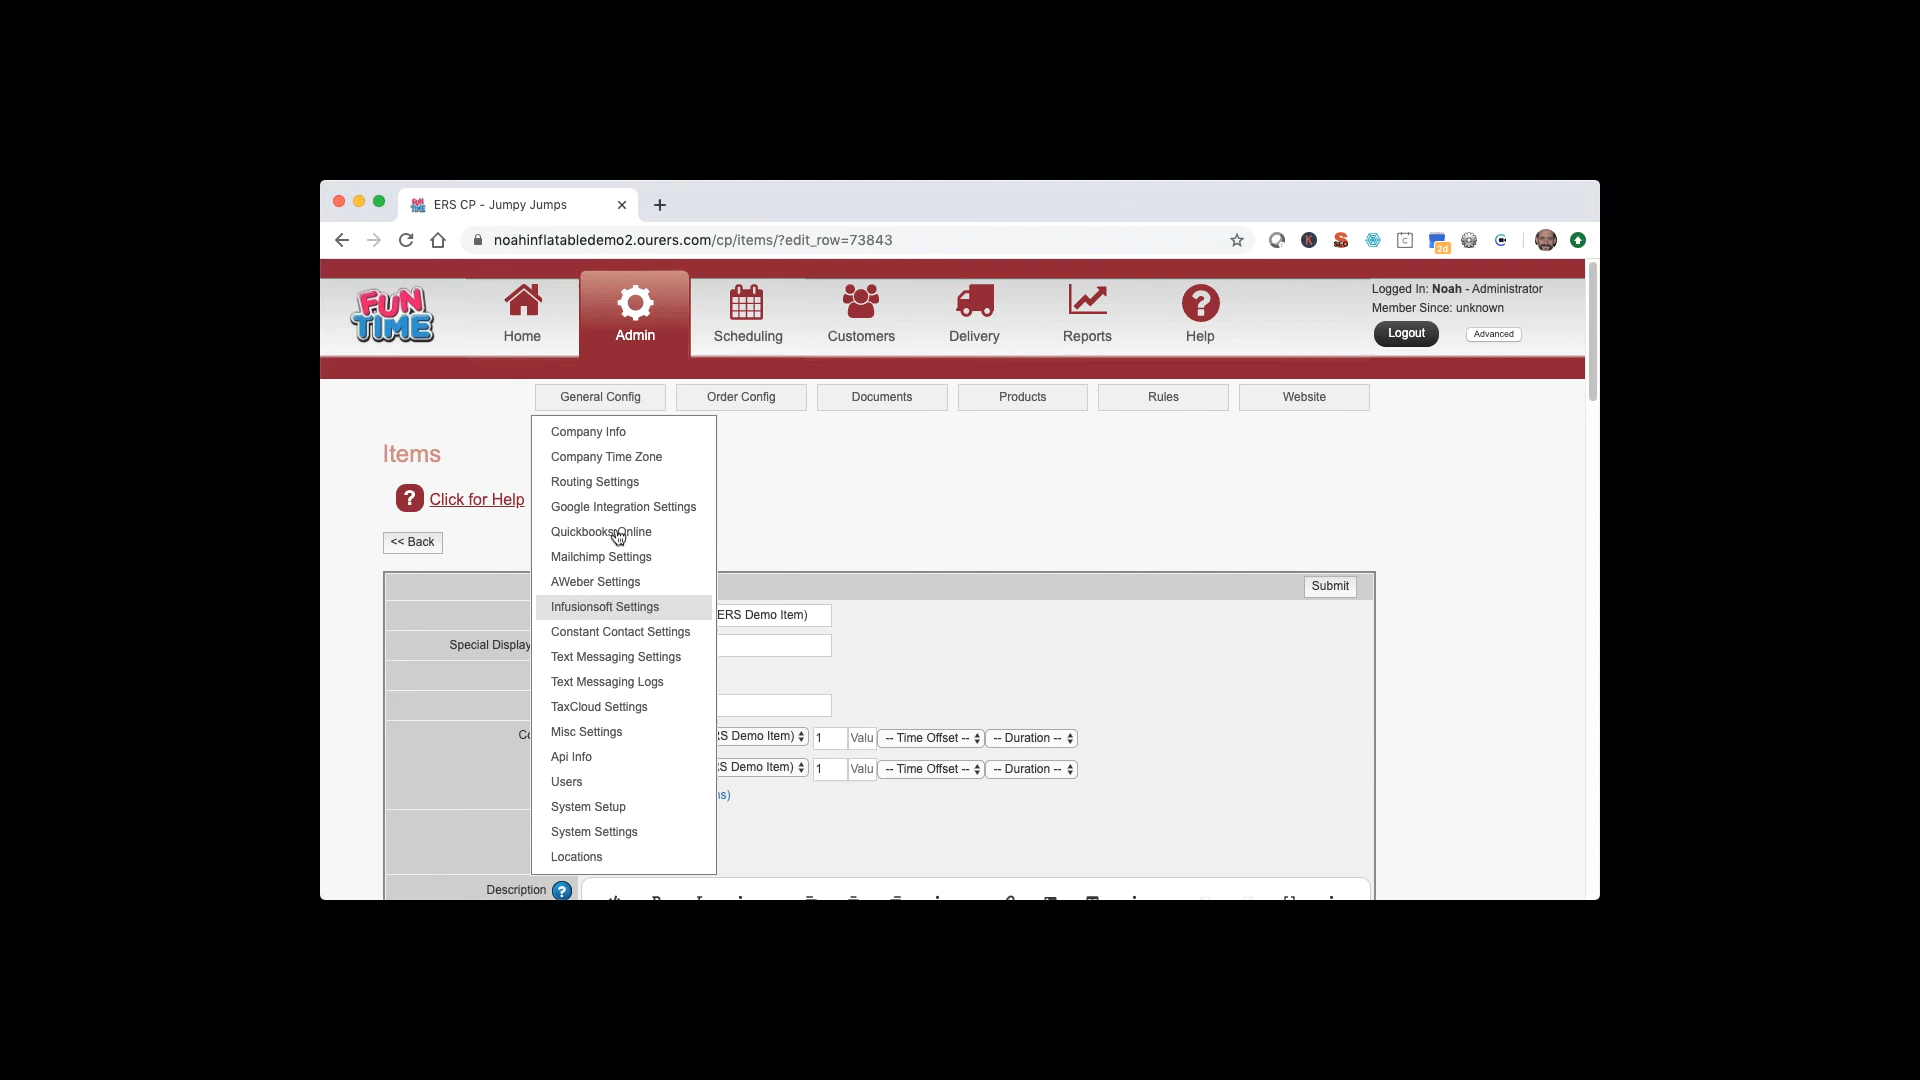 ERS CP - Jumpy Jumps
noahinflatabledemo2.ourers.com/cp/items/?edit_row=73843
2d
FUN TIME
Home
Admin
Scheduling
Customers
Delivery
Reports
Help
Logged In: Noah - Administrator
Member Since: unknown
Logout
Advanced
General Config
Order Config
Documents
Products
Rules
Website
Company Info
Company Time Zone
Routing Settings
Google Integration Settings
Quickbooks Online
Mailchimp Settings
AWeber Settings
Infusionsoft Settings
Constant Contact Settings
Text Messaging Settings
Text Messaging Logs
TaxCloud Settings
Misc Settings
Api Info
Users
System Setup
System Settings
Locations
Items
Click for Help
<< Back
Submit
ERS Demo Item)
Special Display
S Demo Item) 1 Valu -- Time Offset -- -- Duration --
S Demo Item) 1 Valu -- Time Offset -- -- Duration --
Description